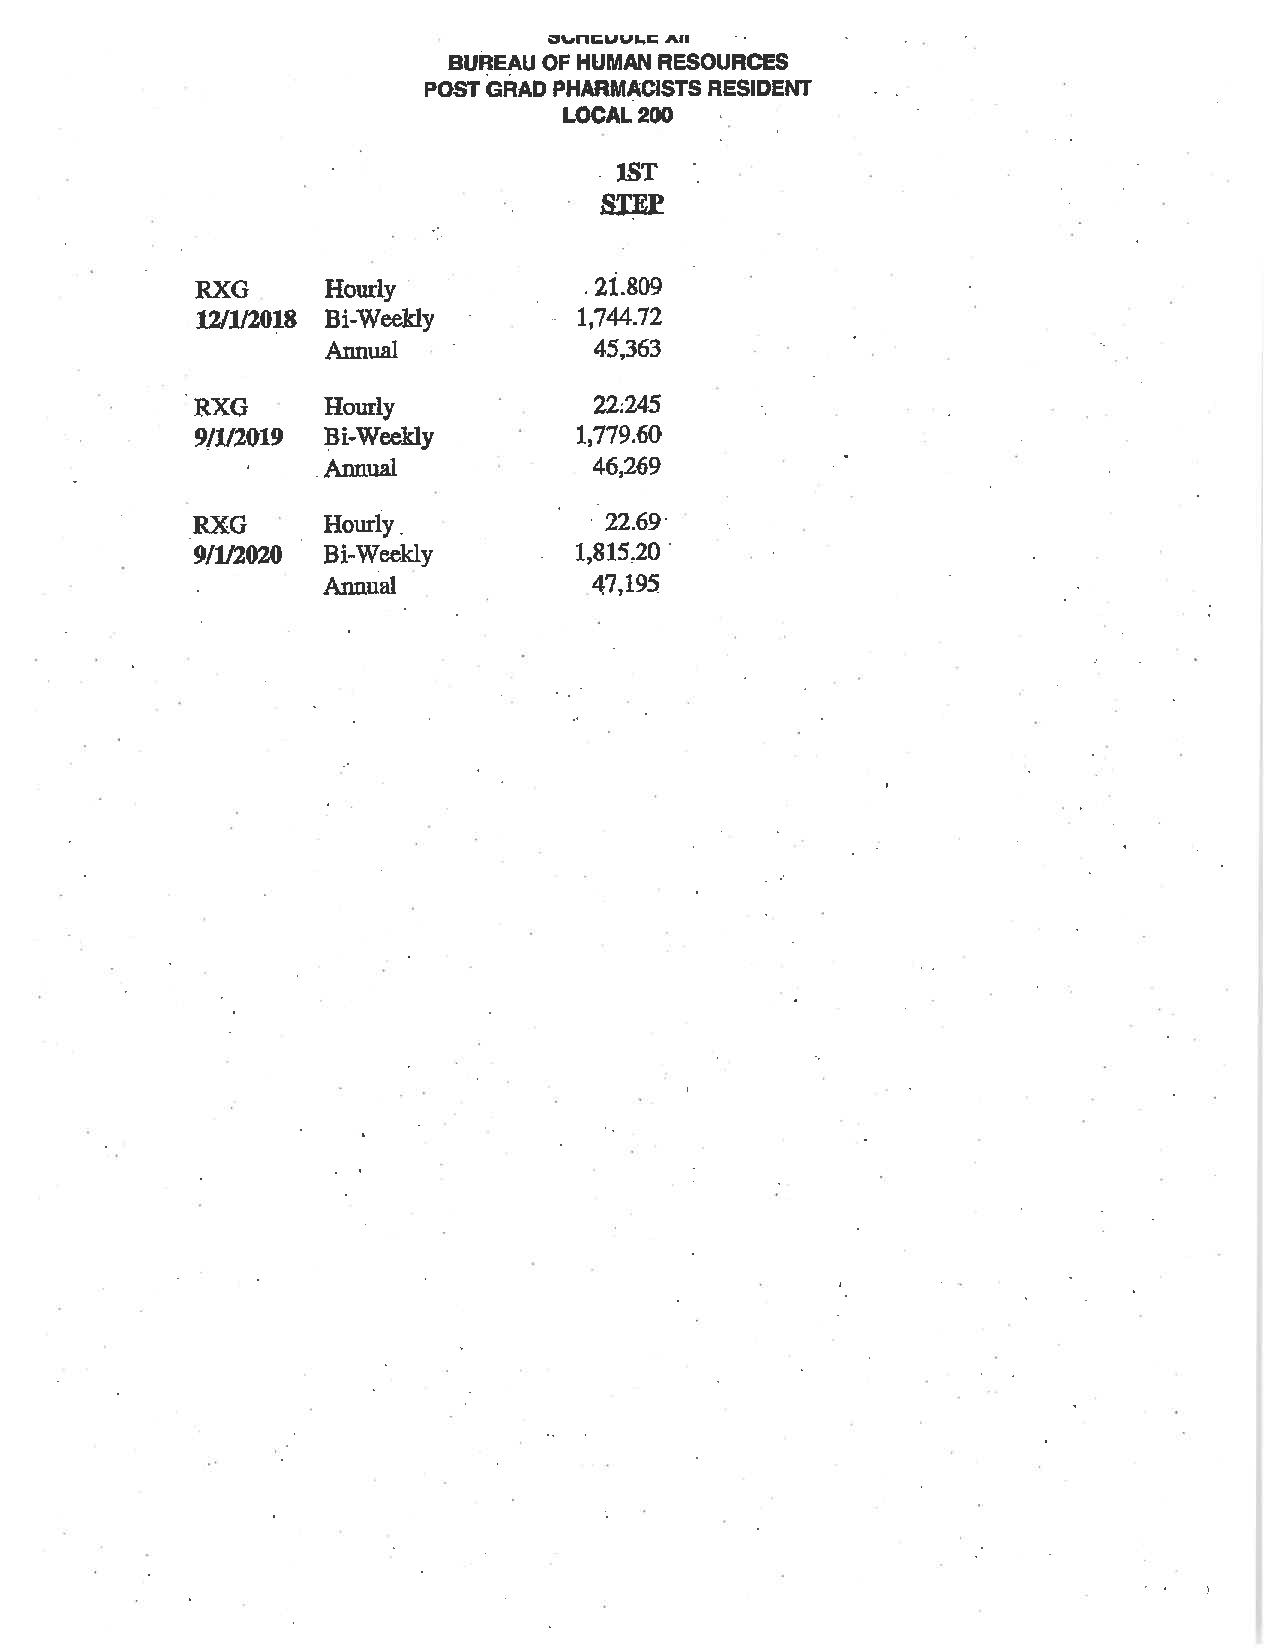 SCHEDULE XII
BUREAU OF HUMAN RESOURCES
POST GRAD PHARMACISTS RESIDENT
LOCAL 200
1ST
STEP
RXG Hourly 21.809
12/1/2018 Bi-Weekly 1,744.72
Annual 45,363
RXG Hourly 22.245
9/1/2019 Bi-Weekly 1,779.60
Annual 46,269
RXG Hourly 22.69
9/1/2020 Bi-Weekly 1,815.20
Annual 47,195